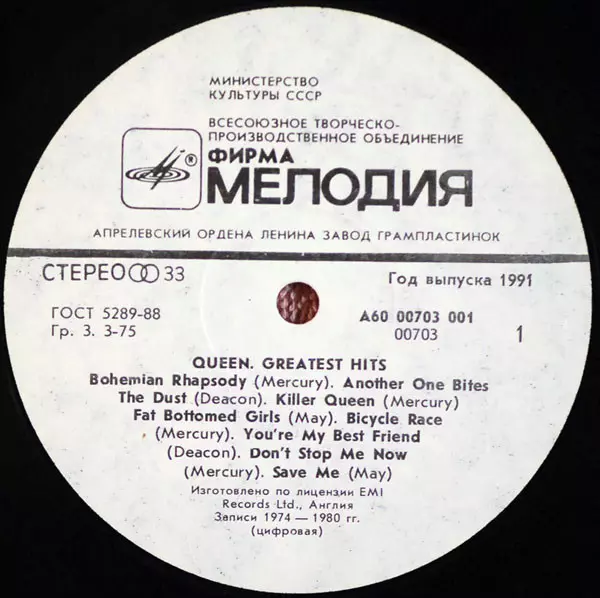 МИНИСТЕРСТВО
КУЛЬТУРЫ СССР
ВСЕСОЮЗНОЕ ТВОРЧЕСКО-
ПРОИЗВОДСТВЕННОЕ ОБЪЕДИНЕНИЕ
® ФИРМА
МЕЛОДИЯ
АПРЕЛЕВСКИЙ ОРДЕНА ЛЕНИНА ЗАВОД ГРАМПЛАСТИНОК
СТЕРЕО 33
Год выпуска 1991
ГОСТ 5289-88
А60 00703 001
Гр. 3. 3-75
00703
1
QUEEN. GREATEST HITS
Bohemian Rhapsody (Mercury). Another One Bites
The Dust (Deacon). Killer Queen (Mercury)
Fat Bottomed Girls (May). Bicycle Race
(Mercury). You're My Best Friend
(Deacon). Don't Stop Me Now
(Mercury). Save Me (May)
Изготовлено по лицензии EMI
Records Ltd., Англия
Записи 1974 — 1980 гг.
(цифровая)